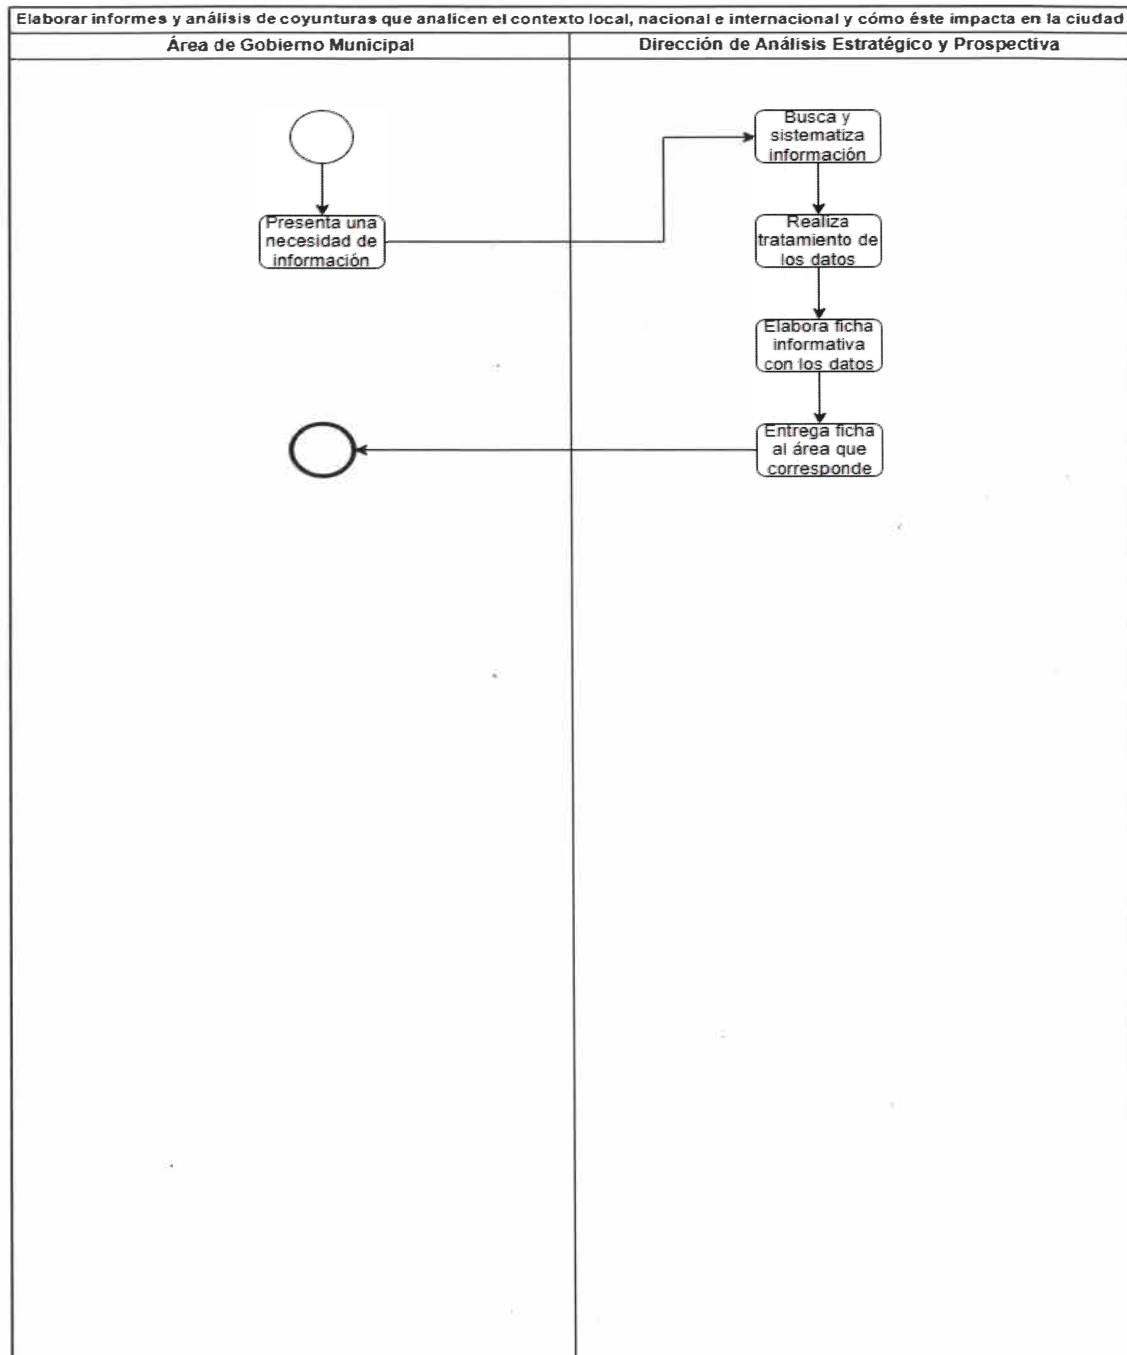 Elaborar informes y análisis de coyunturas que analicen el contexto local, nacional e internacional y cómo éste impacta en la ciudad
Área de Gobierno Municipal
Dirección de Análisis Estratégico y Prospectiva
Busca y
sistematiza
información
Presenta una
necesidad de
información
Realiza
tratamiento de
los datos
Elabora ficha
informativa
con los datos
Entrega ficha
al área que
corresponde